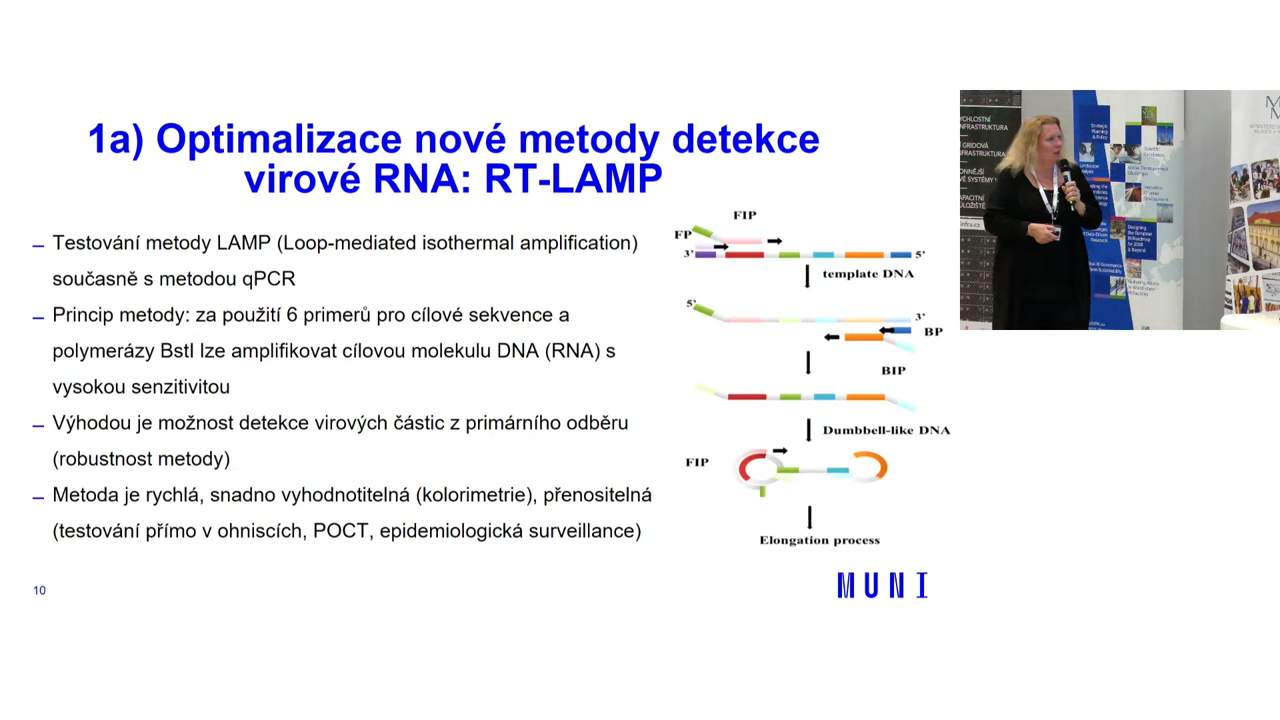 1a) Optimalizace nové metody detekce
virové RNA: RT-LAMP
– Testování metody LAMP (Loop-mediated isothermal amplification)
současně s metodou qPCR
– Princip metody: za použití 6 primerů pro cílové sekvence a
polymerázy BstI lze amplifikovat cílovou molekulu DNA (RNA) s
vysokou senzitivitou
– Výhodou je možnost detekce virových částic z primárního odběru
(robustnost metody)
– Metoda je rychlá, snadno vyhodnotitelná (kolorimetrie), přenositelná
(testování přímo v ohniscích, POCT, epidemiologická surveillance)
FIP
FP
3' 5'
template DNA
5' 3'
BP
BIP
Dumbbell-like DNA
FIP
Elongation process
10
MUNI
Strategic
Planning
& Policy